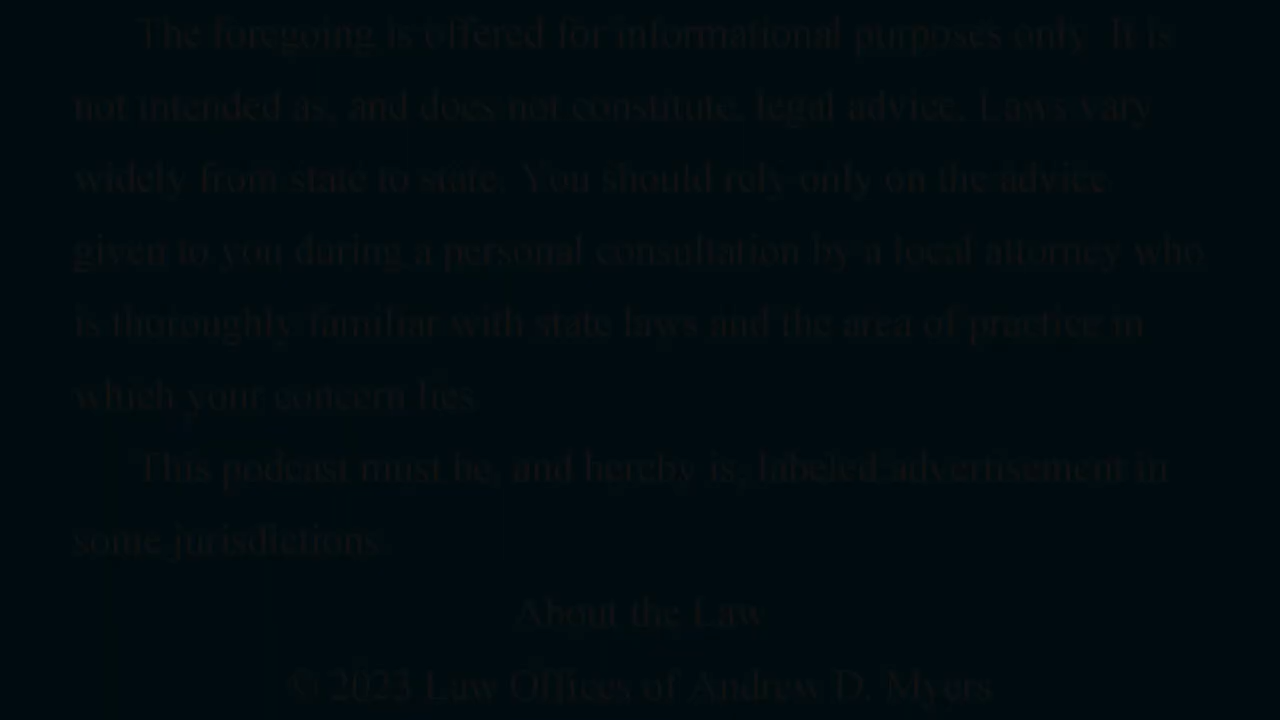 The foregoing is offered for informational purposes only. It is
not intended as, and does not constitute, legal advice. Laws vary
widely from state to state. You should rely only on the advice
given to you during a personal consultation by a local attorney who
is thoroughly familiar with state laws and the area of practice in
which your concern lies.
This podcast must be, and hereby is, labeled advertisement in
some jurisdictions.
About the Law
© 2023 Law Offices of Andrew D. Myers